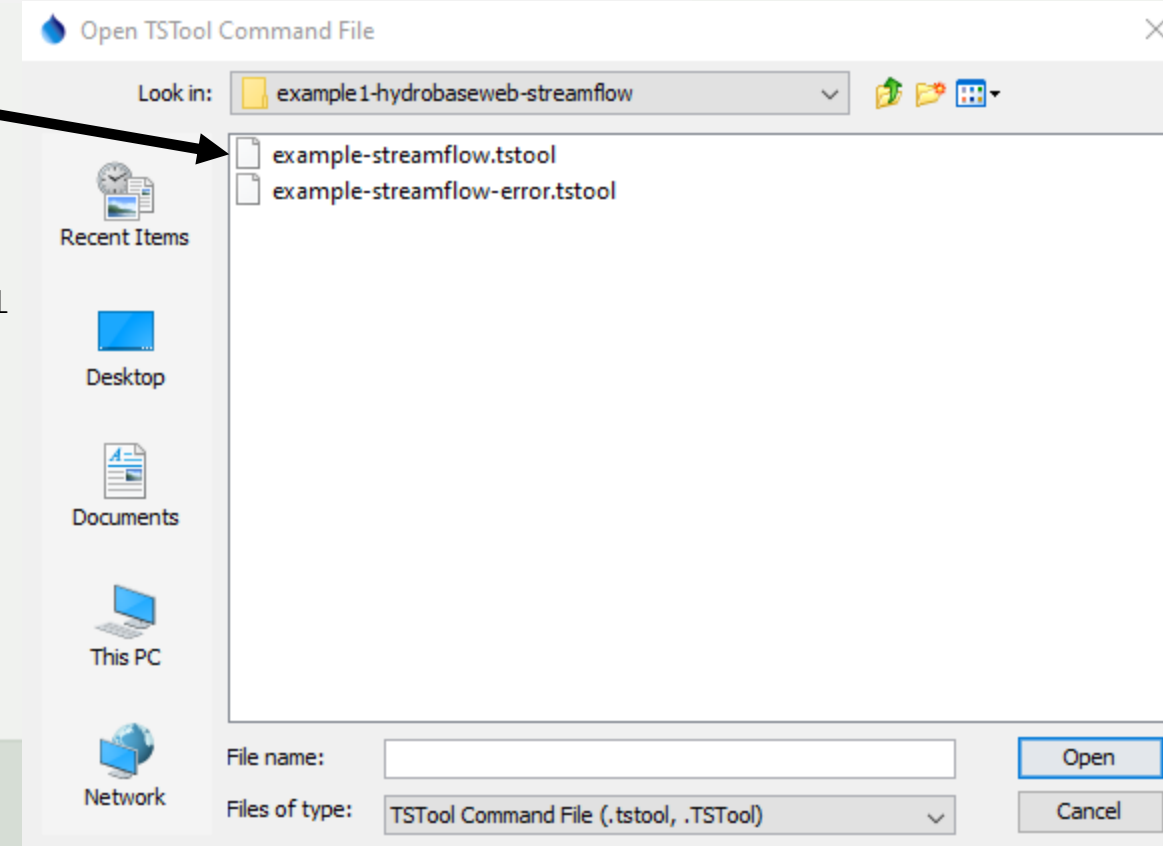 Open TSTool Command File
Look in: example1-hydrobaseweb-streamflow
example-streamflow.tstool
example-streamflow-error.tstool
Recent Items
Desktop
Documents
This PC
Network
File name:
Open
Files of type: TSTool Command File (.tstool, .TSTool)
Cancel